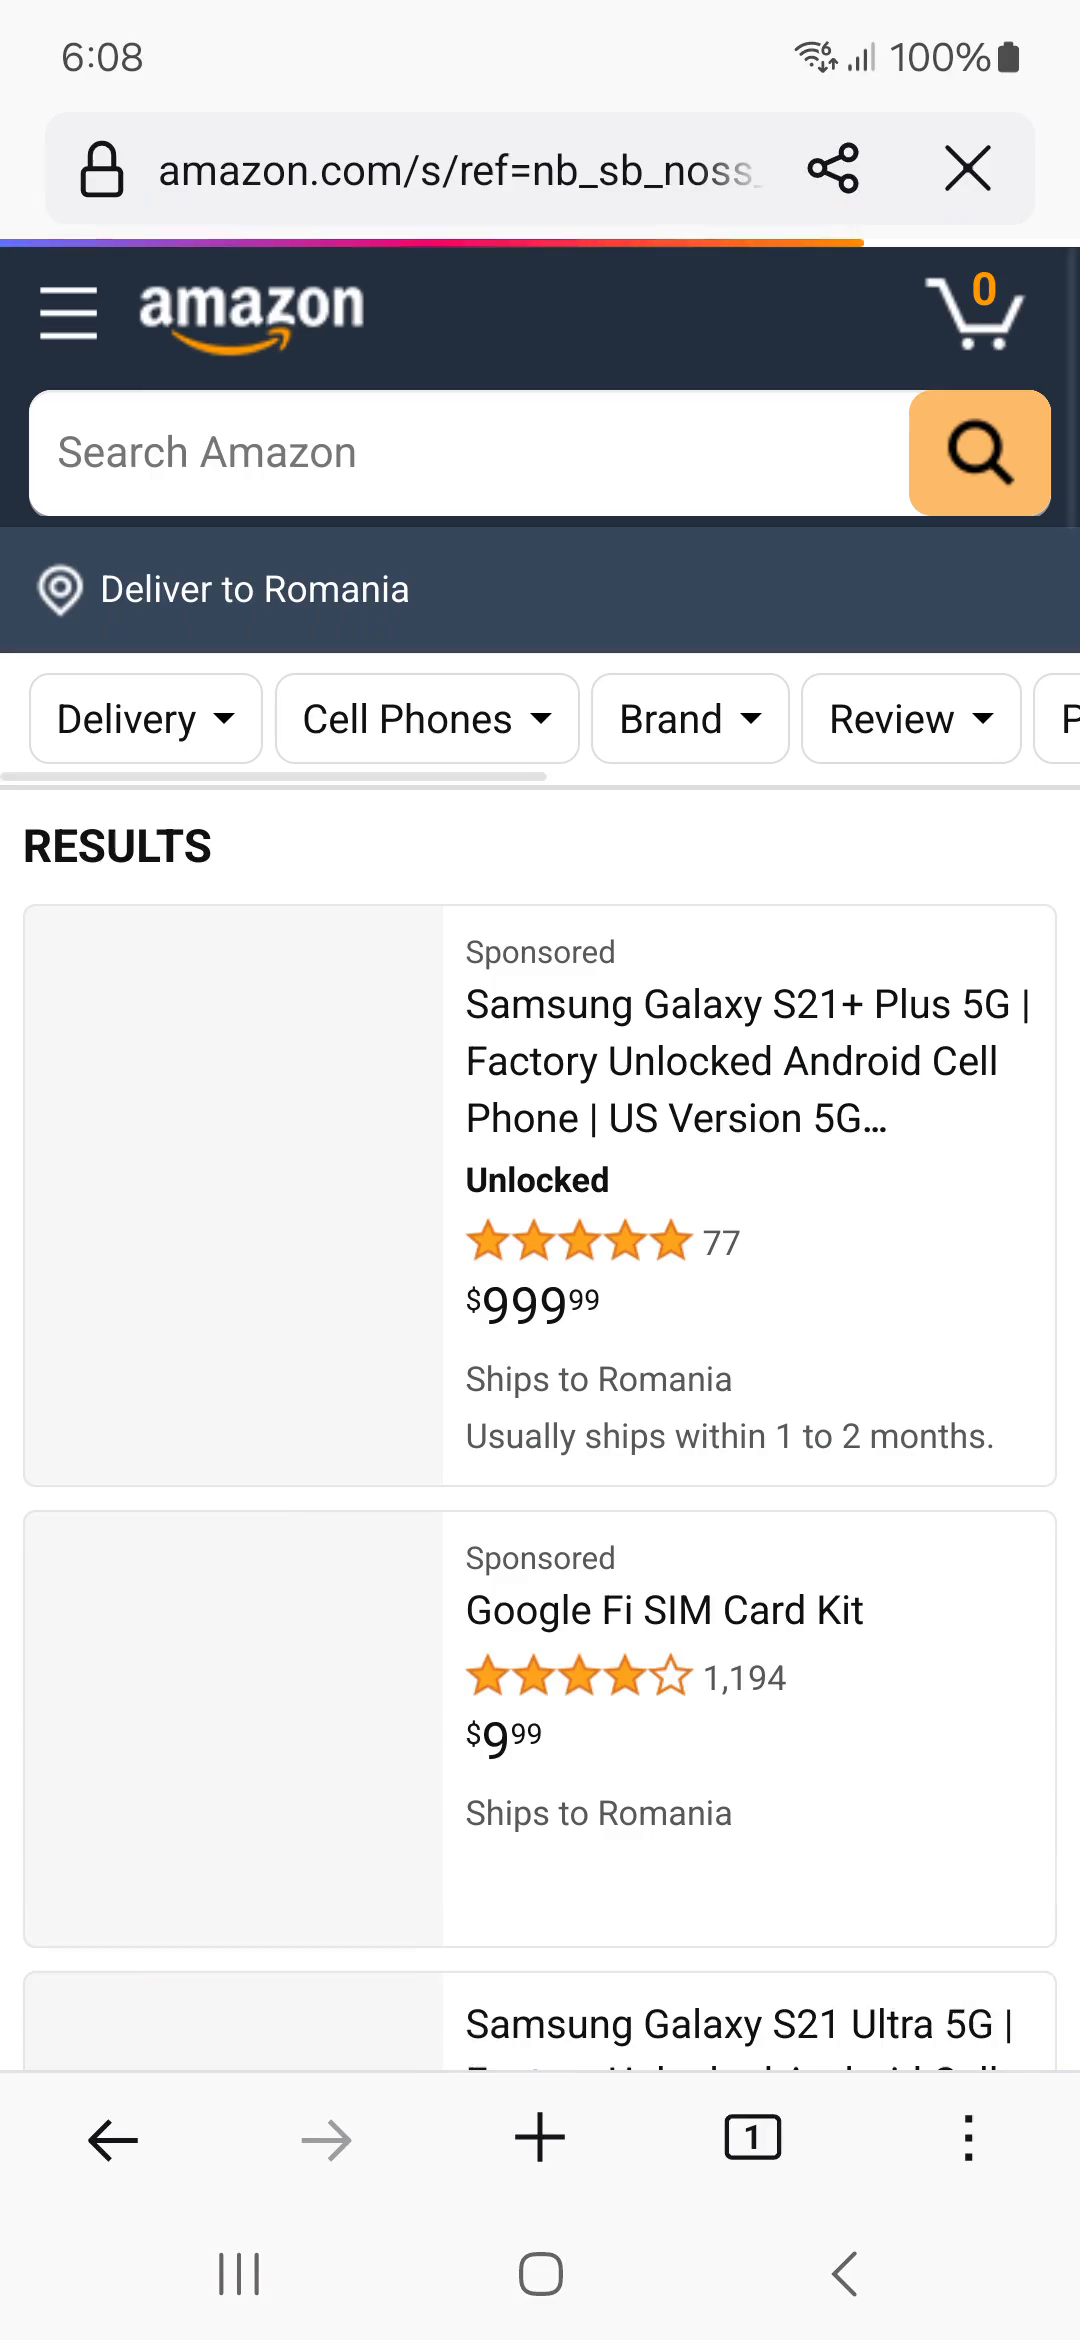 6:08
100%
amazon.com/s/ref=nb_sb_noss_
amazon
0
Search Amazon
Deliver to Romania
Delivery
Cell Phones
Brand
Review
RESULTS
Sponsored
Samsung Galaxy S21+ Plus 5G |
Factory Unlocked Android Cell
Phone | US Version 5G...
Unlocked
77
$999 99
Ships to Romania
Usually ships within 1 to 2 months.
Sponsored
Google Fi SIM Card Kit
1,194
$9 99
Ships to Romania
Samsung Galaxy S21 Ultra 5G |
1